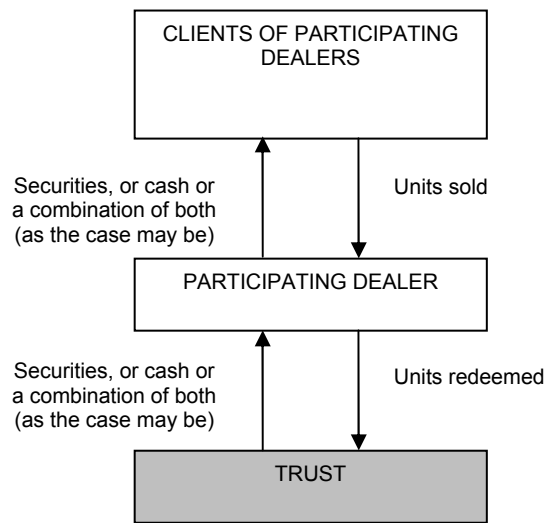 CLIENTS OF PARTICIPATING
DEALERS
Securities, or cash or
a combination of both
(as the case may be)
Units sold
PARTICIPATING DEALER
Securities, or cash or
a combination of both
(as the case may be)
Units redeemed
TRUST